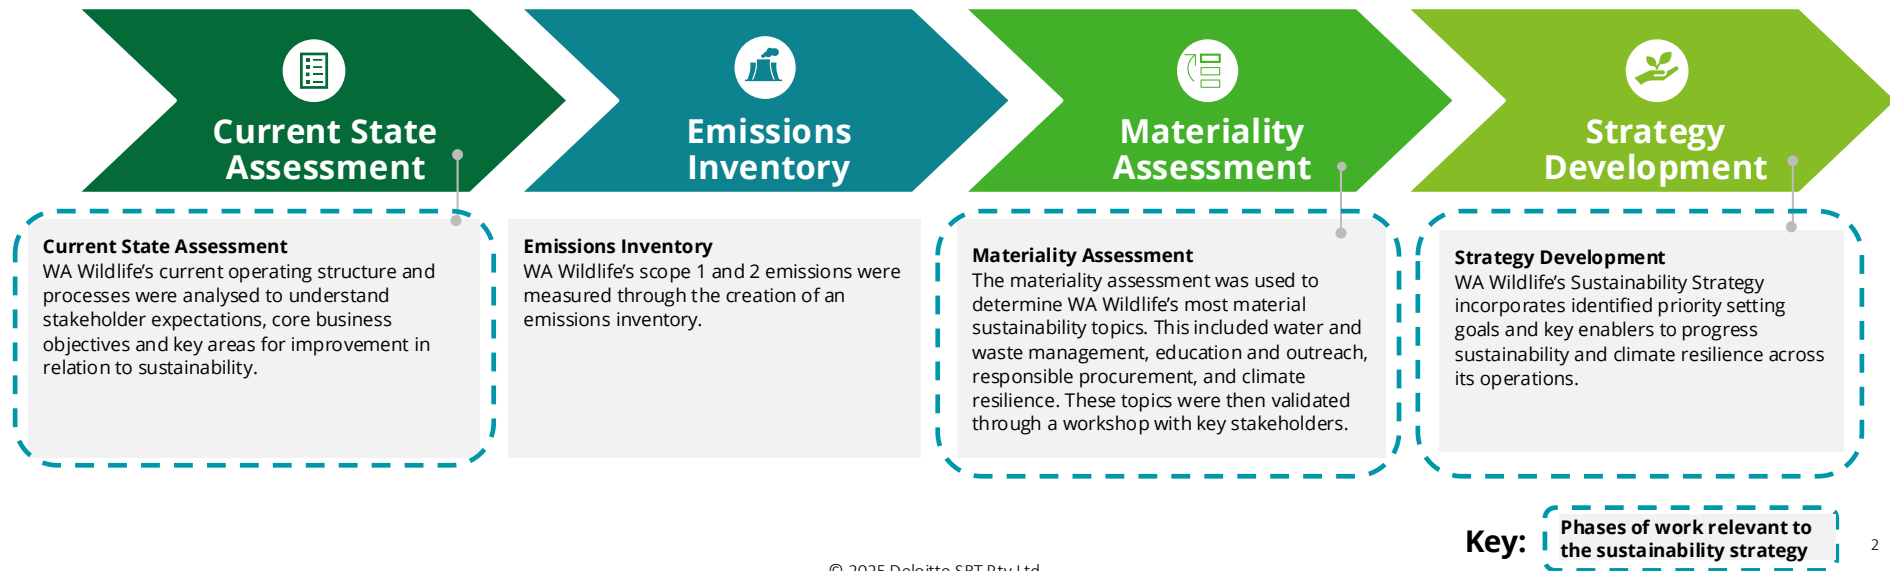 Current State
Assessment
Emissions
Inventory
Materiality
Assessment
Strategy
Development
Current State Assessment
WA Wildlife’s current operating structure and
processes were analysed to understand
stakeholder expectations, core business
objectives and key areas for improvement in
relation to sustainability.
Emissions Inventory
WA Wildlife’s scope 1 and 2 emissions were
measured through the creation of an
emissions inventory.
Materiality Assessment
The materiality assessment was used to
determine WA Wildlife’s most material
sustainability topics. This included water and
waste management, education and outreach,
responsible procurement, and climate
resilience. These topics were then validated
through a workshop with key stakeholders.
Strategy Development
WA Wildlife’s Sustainability Strategy
incorporates identified priority setting
goals and key enablers to progress
sustainability and climate resilience across
its operations.
Key:
Phases of work relevant to
the sustainability strategy
2
© 2025 Deloitte SRT Pty Ltd